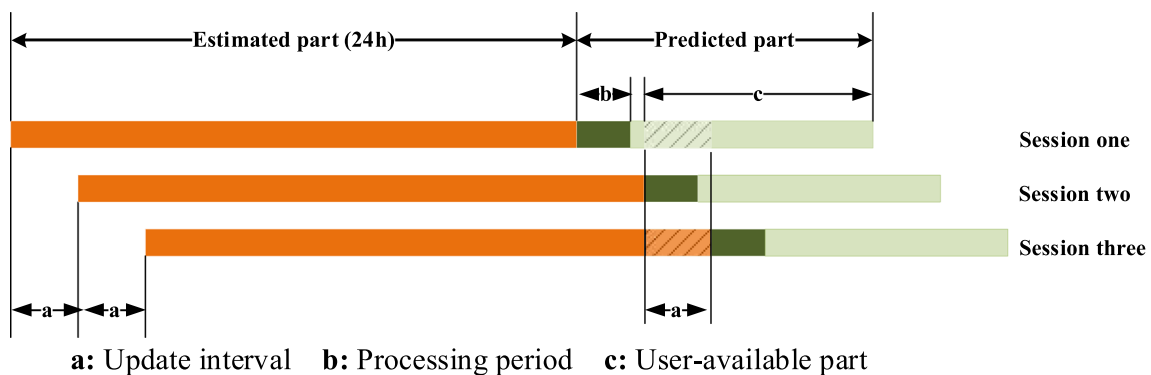 Estimated part (24h) Predicted part
b c
Session one
Session two
Session three
a a a
a: Update interval b: Processing period c: User-available part